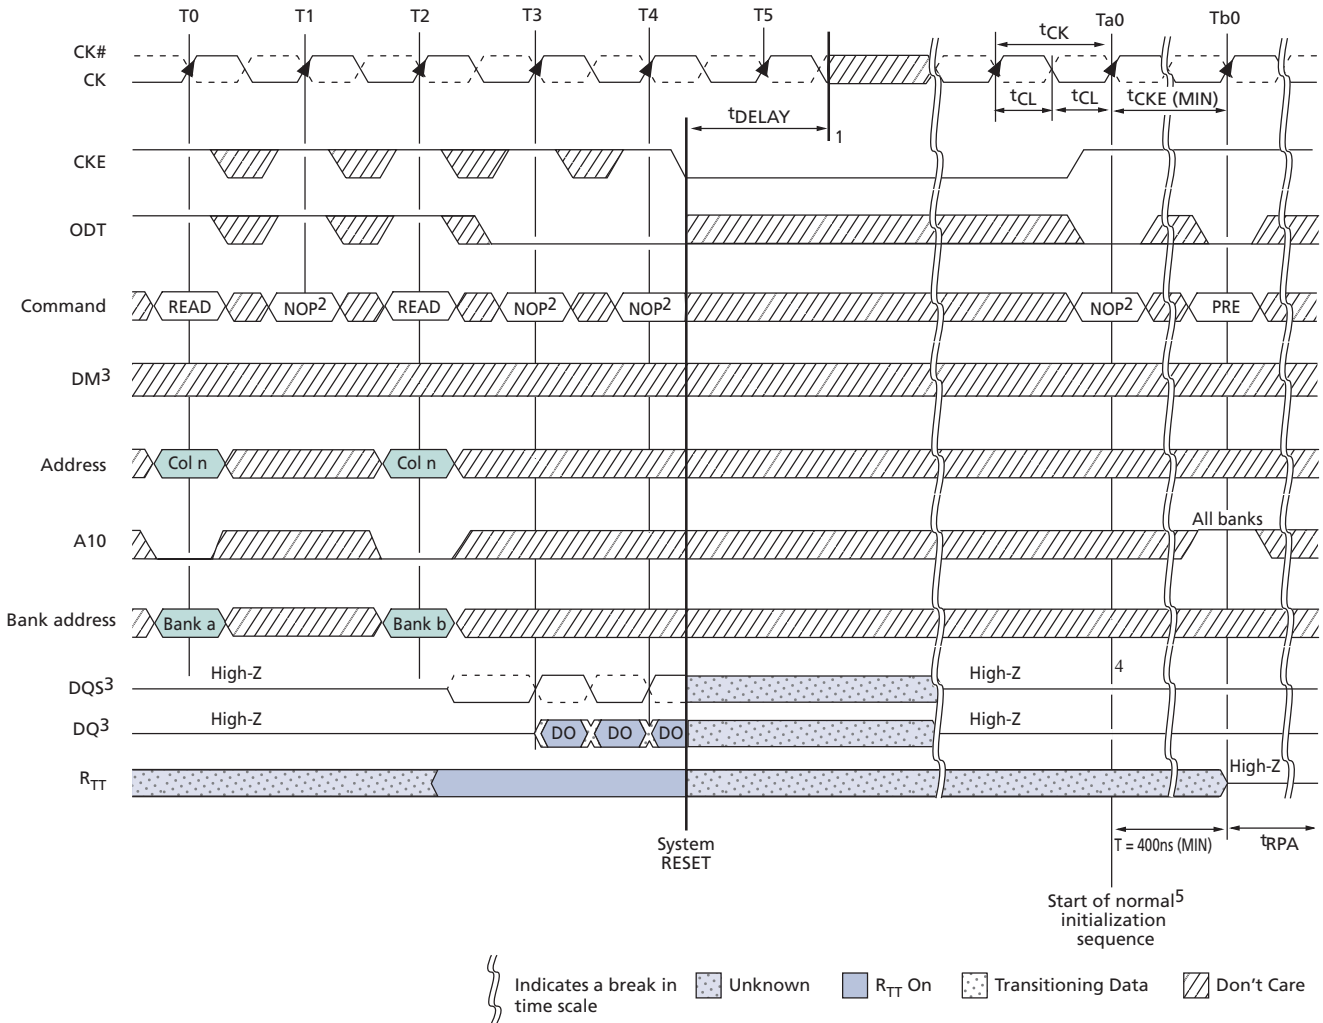 T0 T1 T2 T3 T4 T5 Ta0 Tb0
CK#
CK
tCK
tCL tCL tCKE (MIN)
tDELAY
1
CKE
ODT
Command READ NOP2 READ NOP2 NOP2 NOP2 PRE
DM3
Address Col n Col n
A10 All banks
Bank address Bank a Bank b
DQS3 High-Z High-Z 4
DQ3 High-Z DO DO DO High-Z
RTT High-Z
System
RESET
T = 400ns (MIN) tRPA
Start of normal5
initialization
sequence
Indicates a break in
time scale
Unknown
RTT On
Transitioning Data
Don't Care